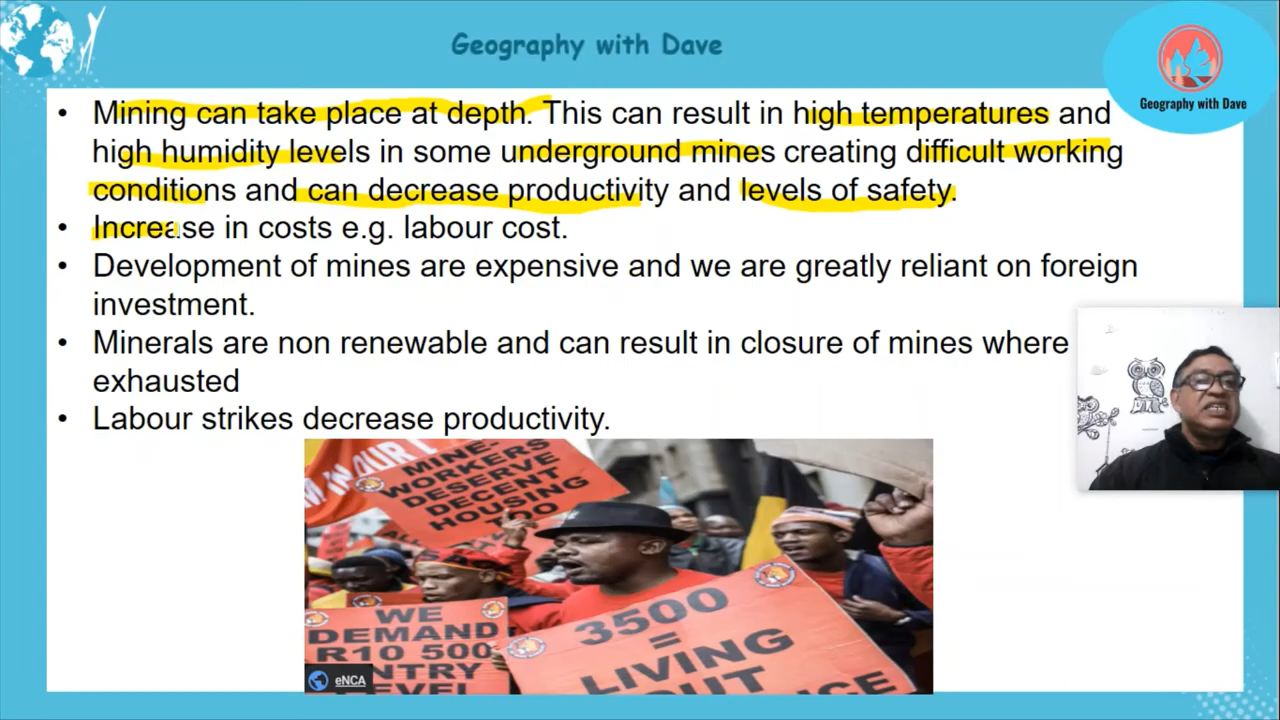 Geography with Dave
Geography with Dave
• Mining can take place at depth. This can result in high temperatures and
high humidity levels in some underground mines creating difficult working
conditions and can decrease productivity and levels of safety.
• Increase in costs e.g. labour cost.
• Development of mines are expensive and we are greatly reliant on foreign
investment.
• Minerals are non renewable and can result in closure of mines where
exhausted
• Labour strikes decrease productivity.
MINE-
WORKERS
DESERVE
DECENT
HOUSING
TOO
WE
DEMAND
R10 500
3500
=
LIVING
eNCA